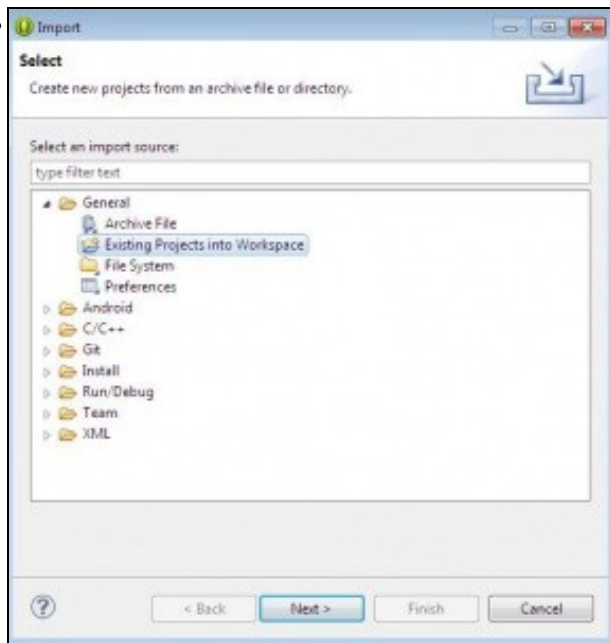 Import
Select
Create new projects from an archive file or directory.
Select an import source:
type filter text
General
Archive File
Existing Projects into Workspace
File System
Preferences
Android
C/C++
Git
Install
Run/Debug
Team
XML
< Back
Next >
Finish
Cancel